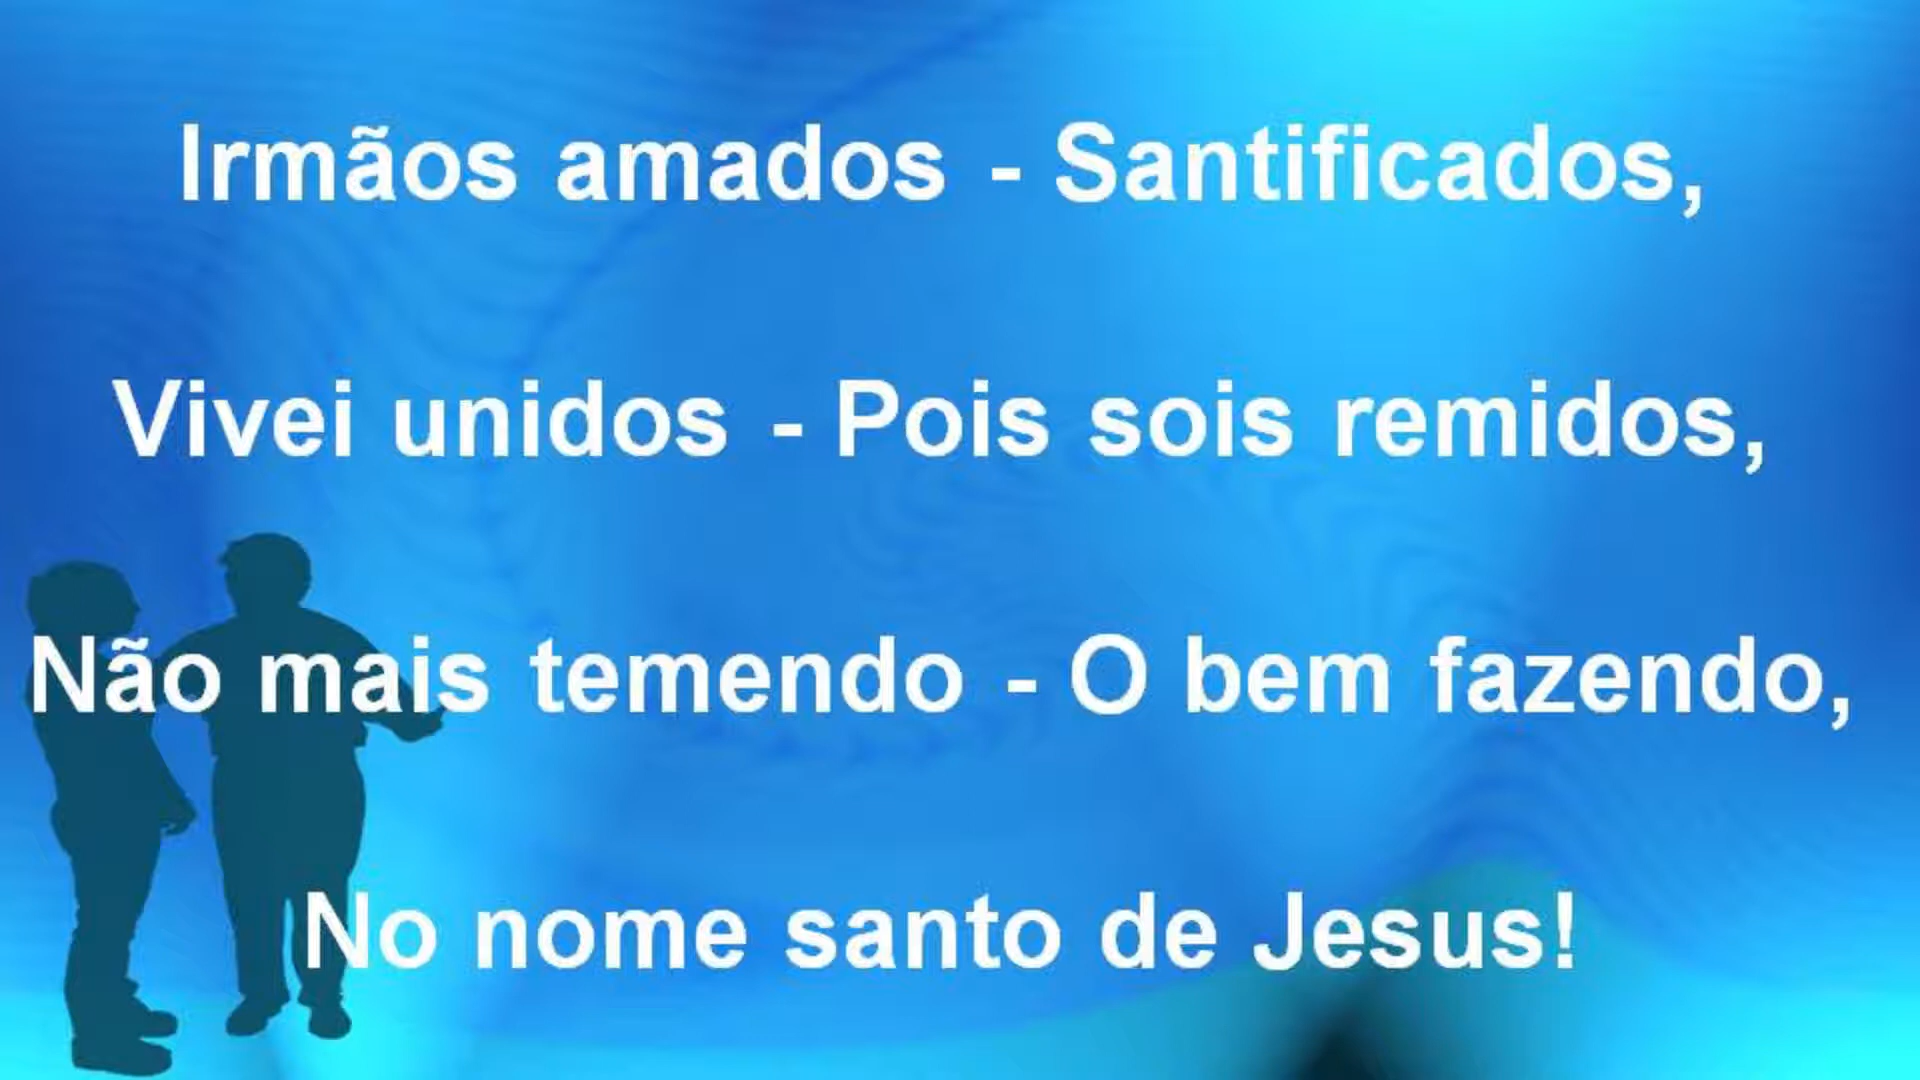 Irmãos amados - Santificados,
Vivei unidos - Pois sois remidos,
Não mais temendo - O bem fazendo,
No nome santo de Jesus!